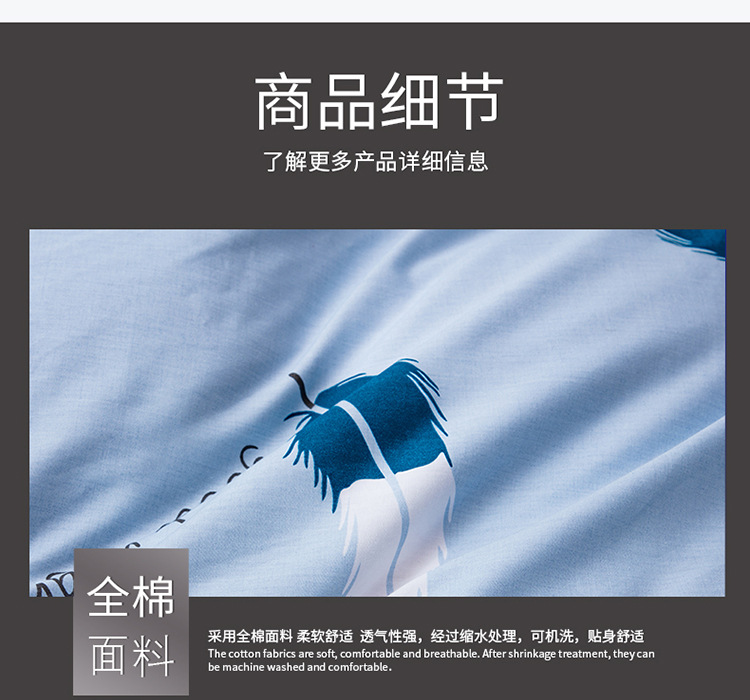 商品细节
了解更多产品详细信息
全棉
面料
采用全棉面料 柔软舒适 透气性强，经过缩水处理，可机洗，贴身舒适
The cotton fabrics are soft, comfortable and breathable. After shrinkage treatment, they can
be machine washed and comfortable.